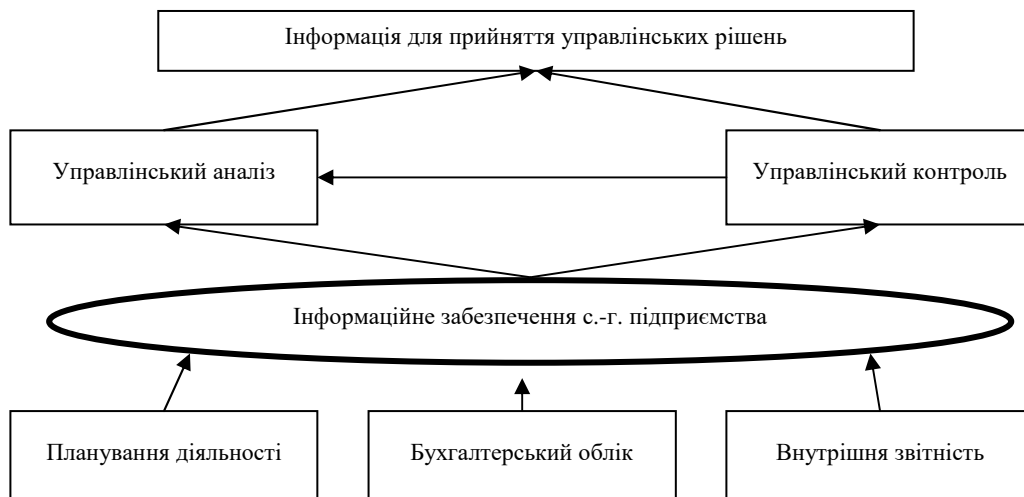 Інформація для прийняття управлінських рішень
Управлінський аналіз
Управлінський контроль
Інформаційне забезпечення с.-г. підприємства
Планування діяльності
Бухгалтерський облік
Внутрішня звітність